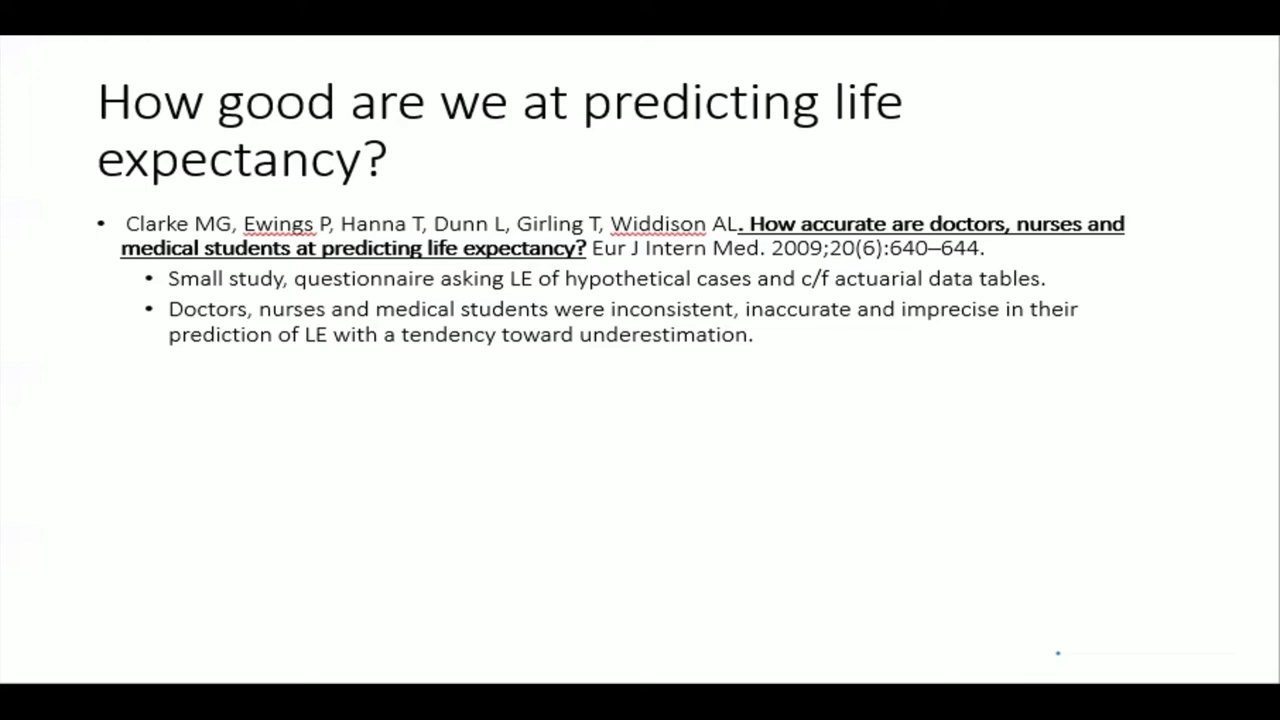 How good are we at predicting life
expectancy?
• Clarke MG, Ewings P, Hanna T, Dunn L, Girling T, Widdison AL. How accurate are doctors, nurses and
medical students at predicting life expectancy? Eur J Intern Med. 2009;20(6):640–644.
• Small study, questionnaire asking LE of hypothetical cases and c/f actuarial data tables.
• Doctors, nurses and medical students were inconsistent, inaccurate and imprecise in their
prediction of LE with a tendency toward underestimation.